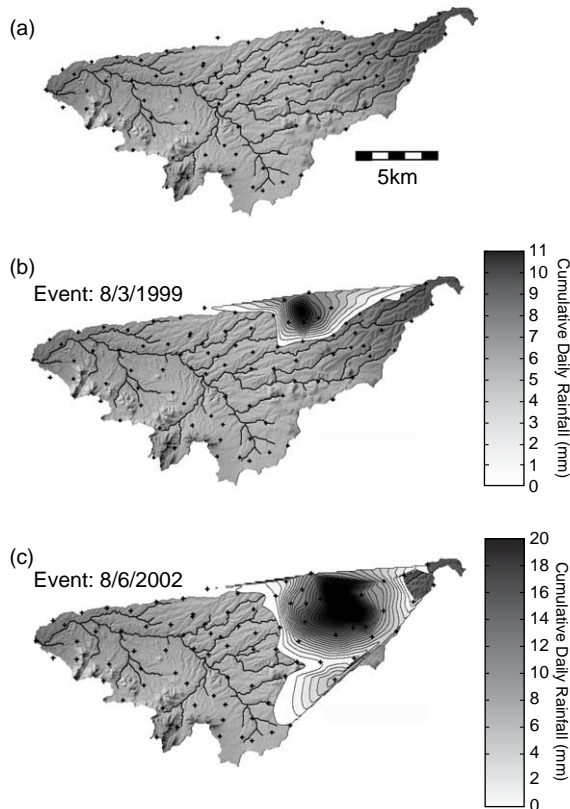 (a)
5km
(b)
Event: 8/3/1999
11
10
9
8
7
6
5
4
3
2
1
0
Cumulative Daily Rainfall (mm)
(c)
Event: 8/6/2002
20
18
16
14
12
10
8
6
4
2
0
Cumulative Daily Rainfall (mm)